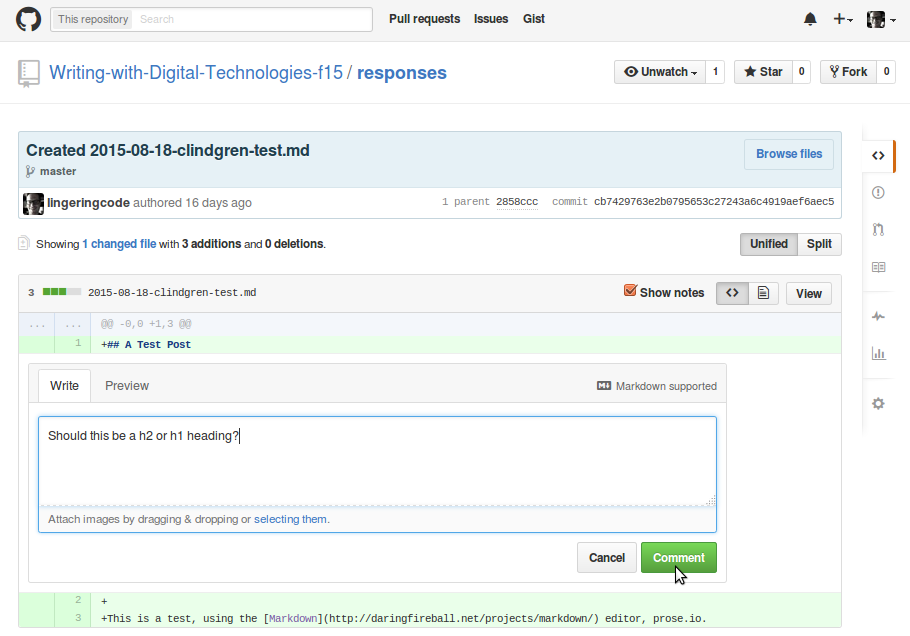 This repository Search Pull requests Issues Gist
Writing-with-Digital-Technologies-f15 / responses Unwatch 1 Star 0 Fork 0
Created 2015-08-18-clindgren-test.md Browse files
master
lingeringcode authored 16 days ago 1 parent 2858ccc commit cb7429763e2b0795653c27243a6c4919aef6aec5
Showing 1 changed file with 3 additions and 0 deletions. Unified Split
3 2015-08-18-clindgren-test.md Show notes <> View
... ... @@ -0,0 +1,3 @@
1 +## A Test Post
Write Preview Markdown supported
Should this be a h2 or h1 heading?
Attach images by dragging & dropping or selecting them.
Cancel Comment
2 +
3 +This is a test, using the [Markdown](http://daringfireball.net/projects/markdown/) editor, prose.io.